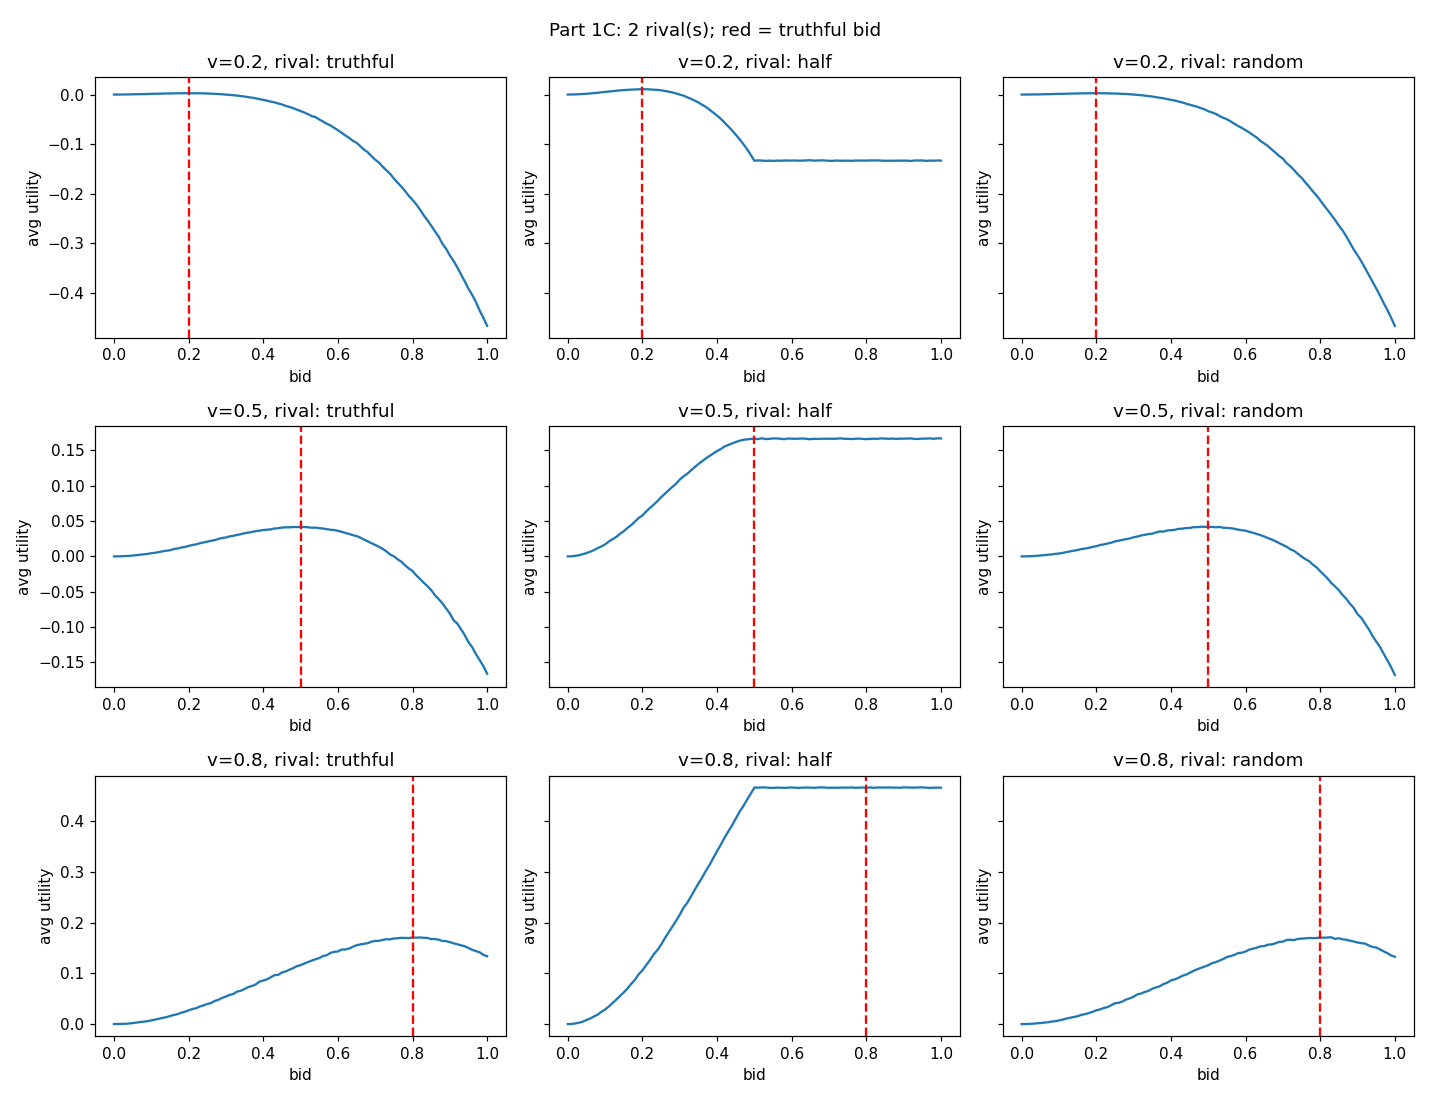 Part 1C: 2 rival(s); red = truthful bid
v=0.2, rival: truthful
avg utility
0.0
−0.1
−0.2
−0.3
−0.4
0.0 0.2 0.4 0.6 0.8 1.0
bid
v=0.2, rival: half
avg utility
0.0 0.2 0.4 0.6 0.8 1.0
bid
v=0.2, rival: random
avg utility
0.0 0.2 0.4 0.6 0.8 1.0
bid
v=0.5, rival: truthful
avg utility
0.15
0.10
0.05
0.00
−0.05
−0.10
−0.15
0.0 0.2 0.4 0.6 0.8 1.0
bid
v=0.5, rival: half
avg utility
0.0 0.2 0.4 0.6 0.8 1.0
bid
v=0.5, rival: random
avg utility
0.0 0.2 0.4 0.6 0.8 1.0
bid
v=0.8, rival: truthful
avg utility
0.4
0.3
0.2
0.1
0.0
0.0 0.2 0.4 0.6 0.8 1.0
bid
v=0.8, rival: half
avg utility
0.0 0.2 0.4 0.6 0.8 1.0
bid
v=0.8, rival: random
avg utility
0.0 0.2 0.4 0.6 0.8 1.0
bid